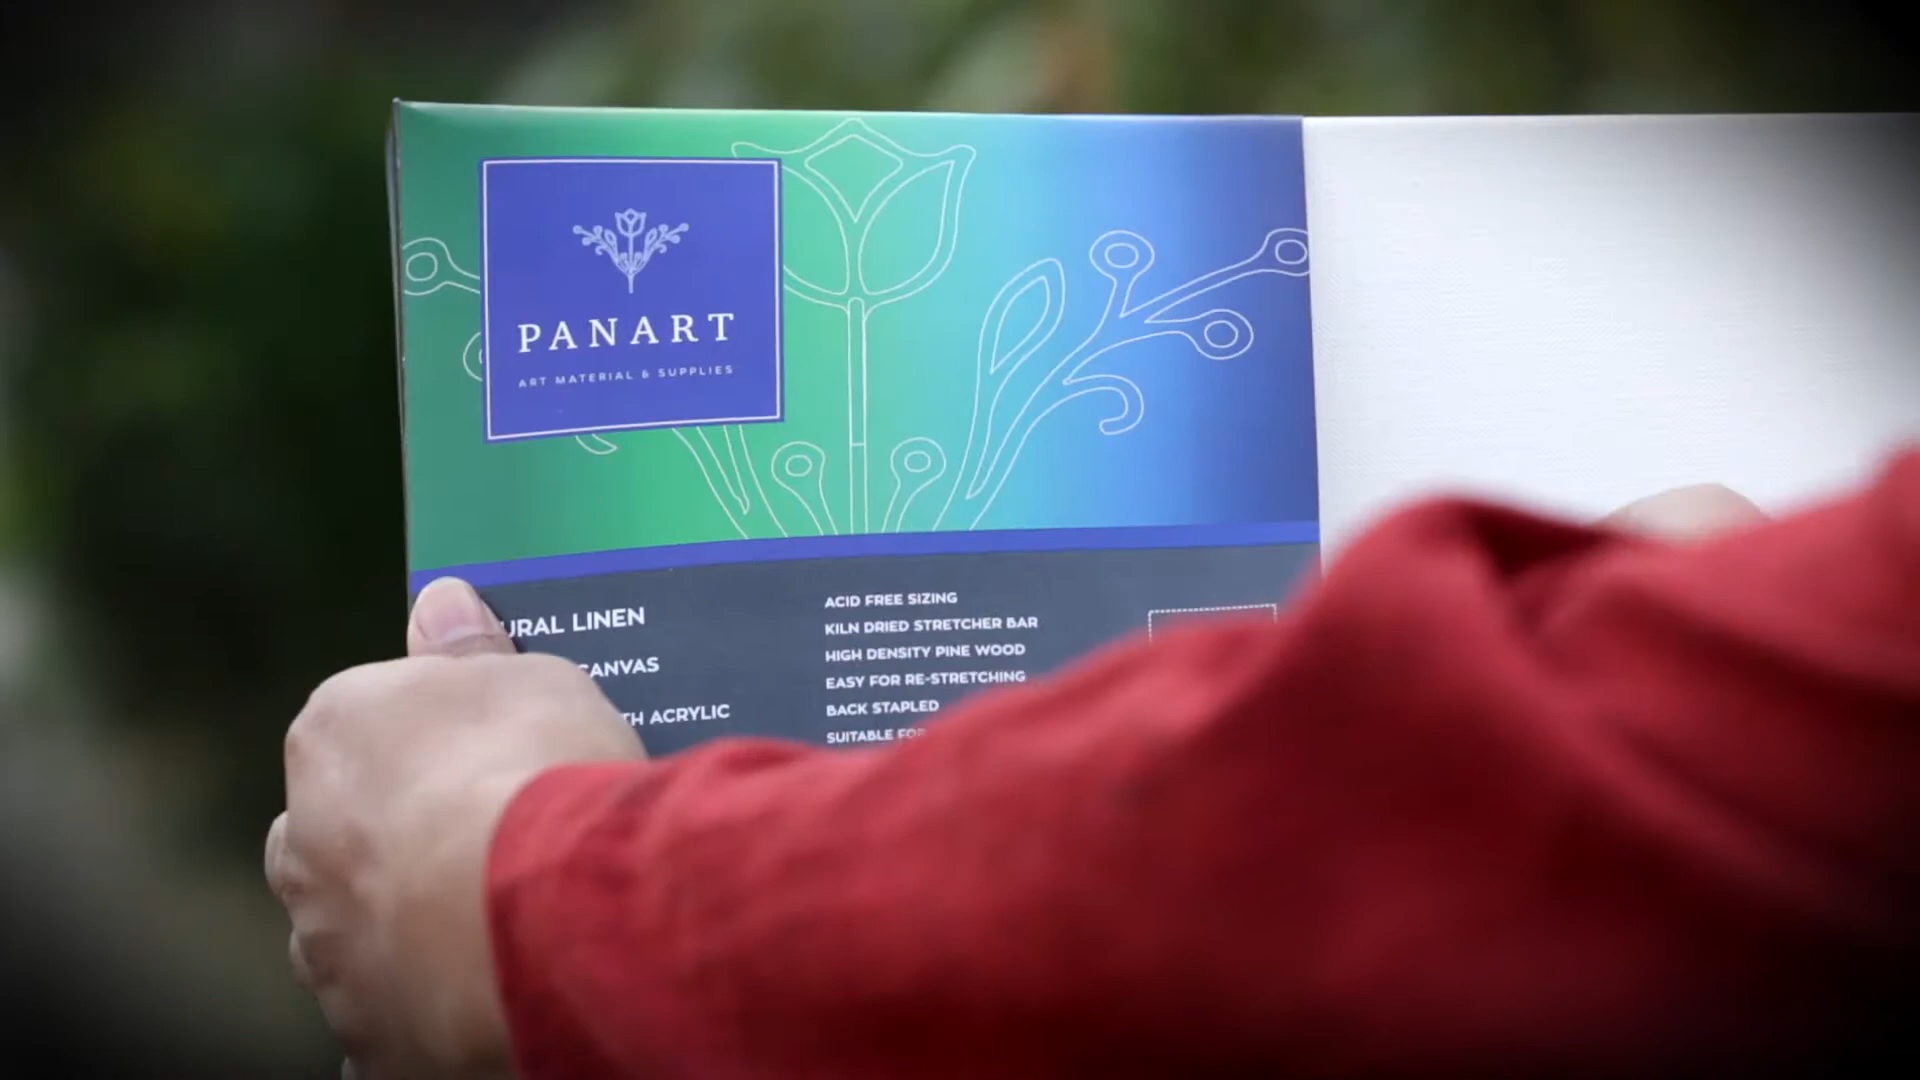 PANART
ART MATERIAL & SUPPLIES
URAL LINEN
CANVAS
TH ACRYLIC
ACID FREE SIZING
KILN DRIED STRETCHER BAR
HIGH DENSITY PINE WOOD
EASY FOR RE-STRETCHING
BACK STAPLED
SUITABLE FOR